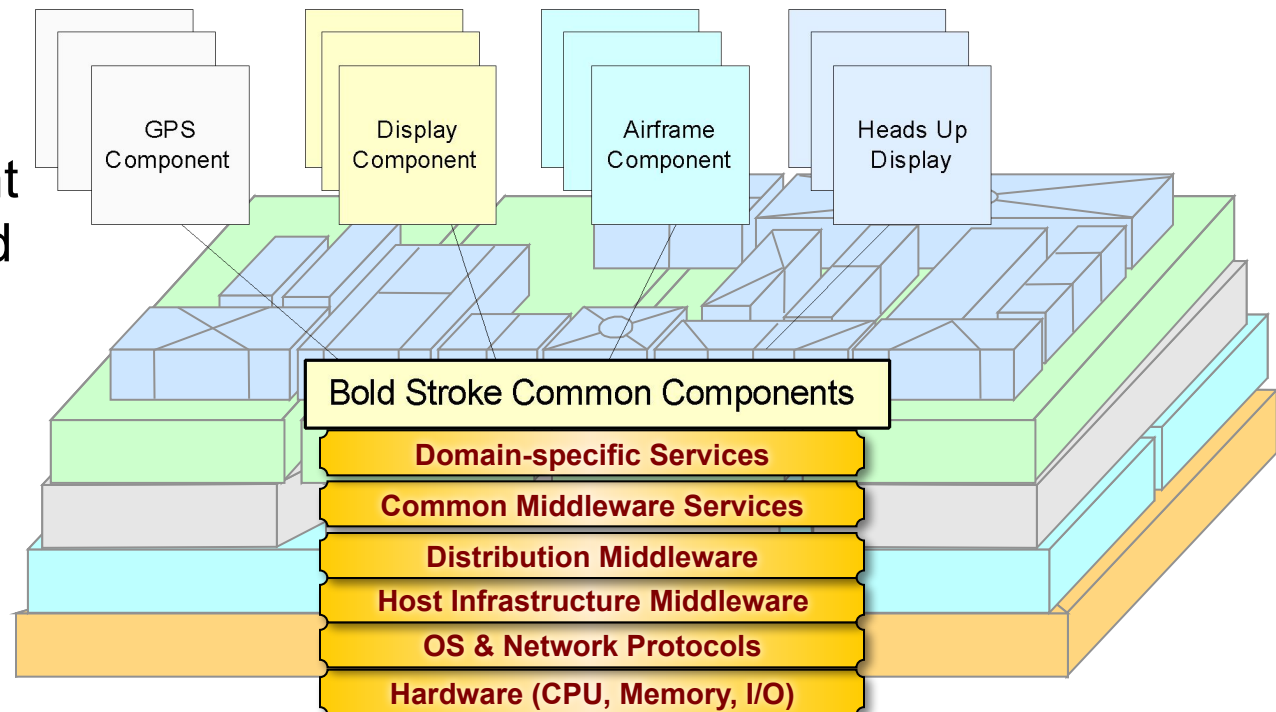 GPS
Component
Display
Component
Airframe
Component
Heads Up
Display
Bold Stroke Common Components
Domain-specific Services
Common Middleware Services
Distribution Middleware
Host Infrastructure Middleware
OS & Network Protocols
Hardware (CPU, Memory, I/O)